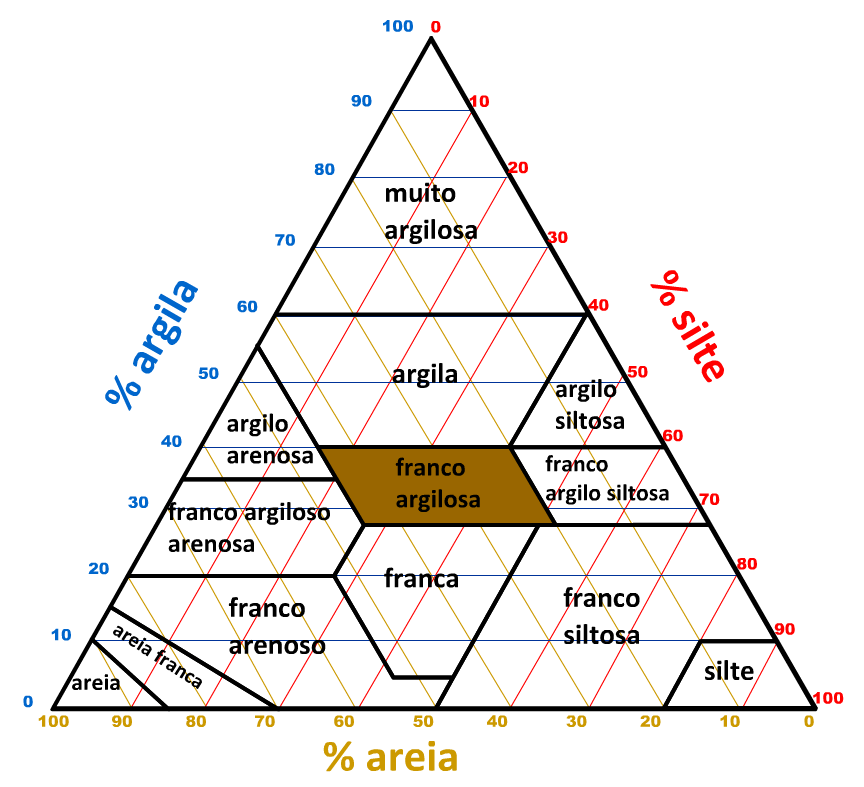 100 0
90 10
80 20
muito
argilosa
70 30
% argila
% silte
60 40
50 argila 50
argilo
siltosa
argilo
arenosa
40 60
franco
argilosa
franco
argilo siltosa
30 70
franco argiloso
arenosa
20 80
franca
franco
arenoso
franco
siltosa
10 90
areia franca
areia
silte
0 100
100 90 80 70 60 50 40 30 20 10 0
% areia